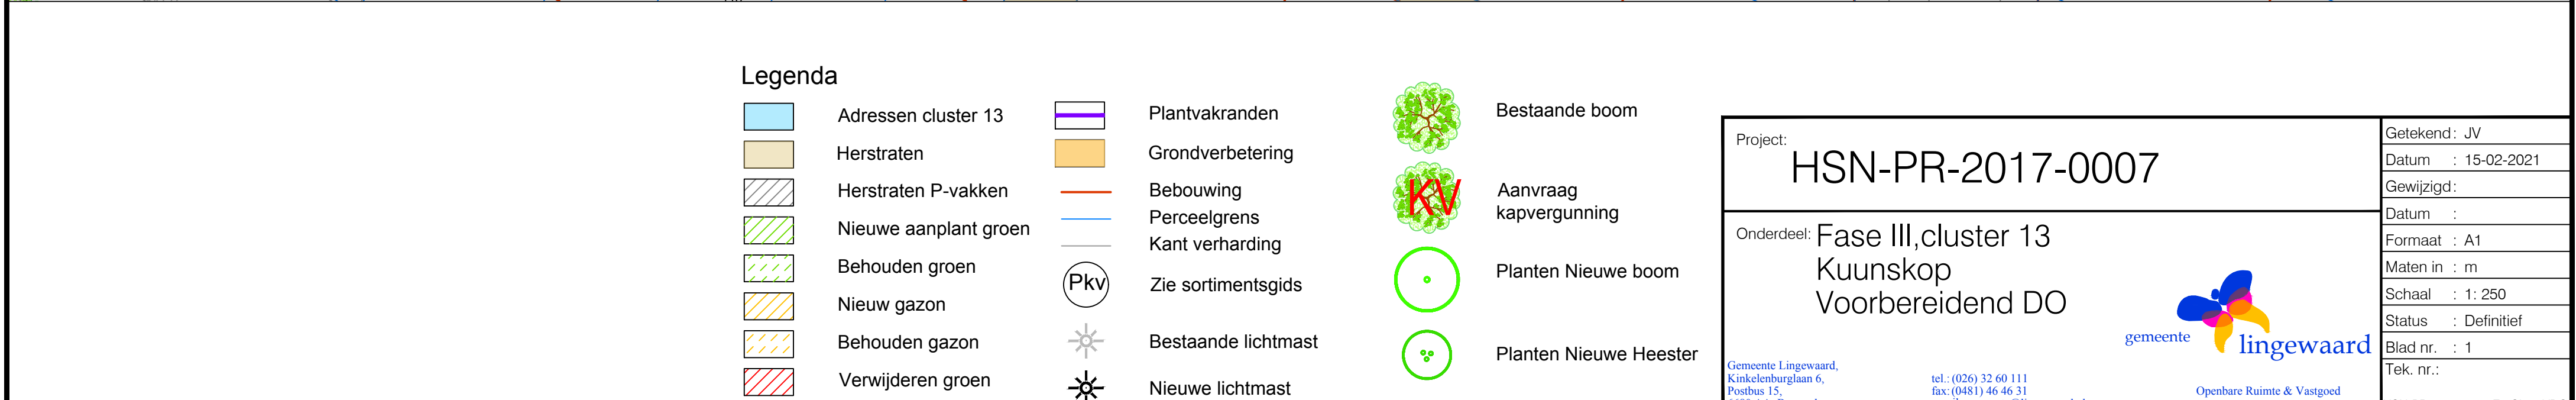 Legenda
Adressen cluster 13
Herstraten
Herstraten P-vakken
Nieuwe aanplant groen
Behouden groen
Nieuw gazon
Behouden gazon
Verwijderen groen
Plantvakranden
Grondverbetering
Bebouwing
Perceelgrens
Kant verharding
Pkv Zie sortimentsgids
Bestaande lichtmast
Nieuwe lichtmast
Bestaande boom
KV Aanvraag
kapvergunning
Planten Nieuwe boom
Planten Nieuwe Heester
Project:
HSN-PR-2017-0007
Onderdeel: Fase III,cluster 13
Kuunskop
Voorbereidend DO
gemeente lingewaard
Gemeente Lingewaard,
Kinkelenburglaan 6,
Postbus 15,
tel.: (026) 32 60 111
fax: (0481) 46 46 31
Openbare Ruimte & Vastgoed
Getekend: JV
Datum : 15-02-2021
Gewijzigd:
Datum :
Formaat : A1
Maten in : m
Schaal : 1: 250
Status : Definitief
Blad nr. : 1
Tek. nr.: